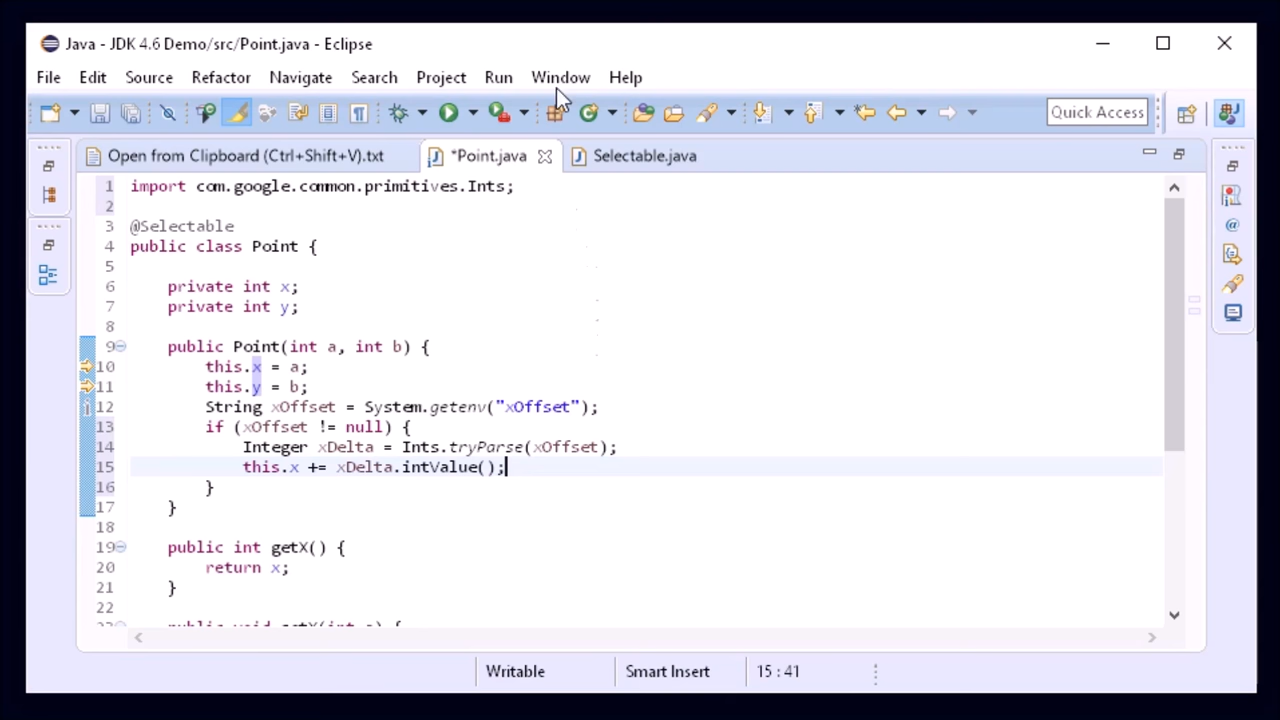 Java - JDK 4.6 Demo/src/Point.java - Eclipse
File Edit Source Refactor Navigate Search Project Run Window Help
Quick Access
Open from Clipboard (Ctrl+Shift+V).txt *Point.java Selectable.java
1 import com.google.common.primitives.Ints;
2
3 @Selectable
4 public class Point {
5
6 private int x;
7 private int y;
8
9 public Point(int a, int b) {
10 this.x = a;
11 this.y = b;
12 String xOffset = System.getenv("xOffset");
13 if (xOffset != null) {
14 Integer xDelta = Ints.tryParse(xOffset);
15 this.x += xDelta.intValue();
16 }
17 }
18
19 public int getX() {
20 return x;
21 }
22
Writable Smart Insert 15 : 41